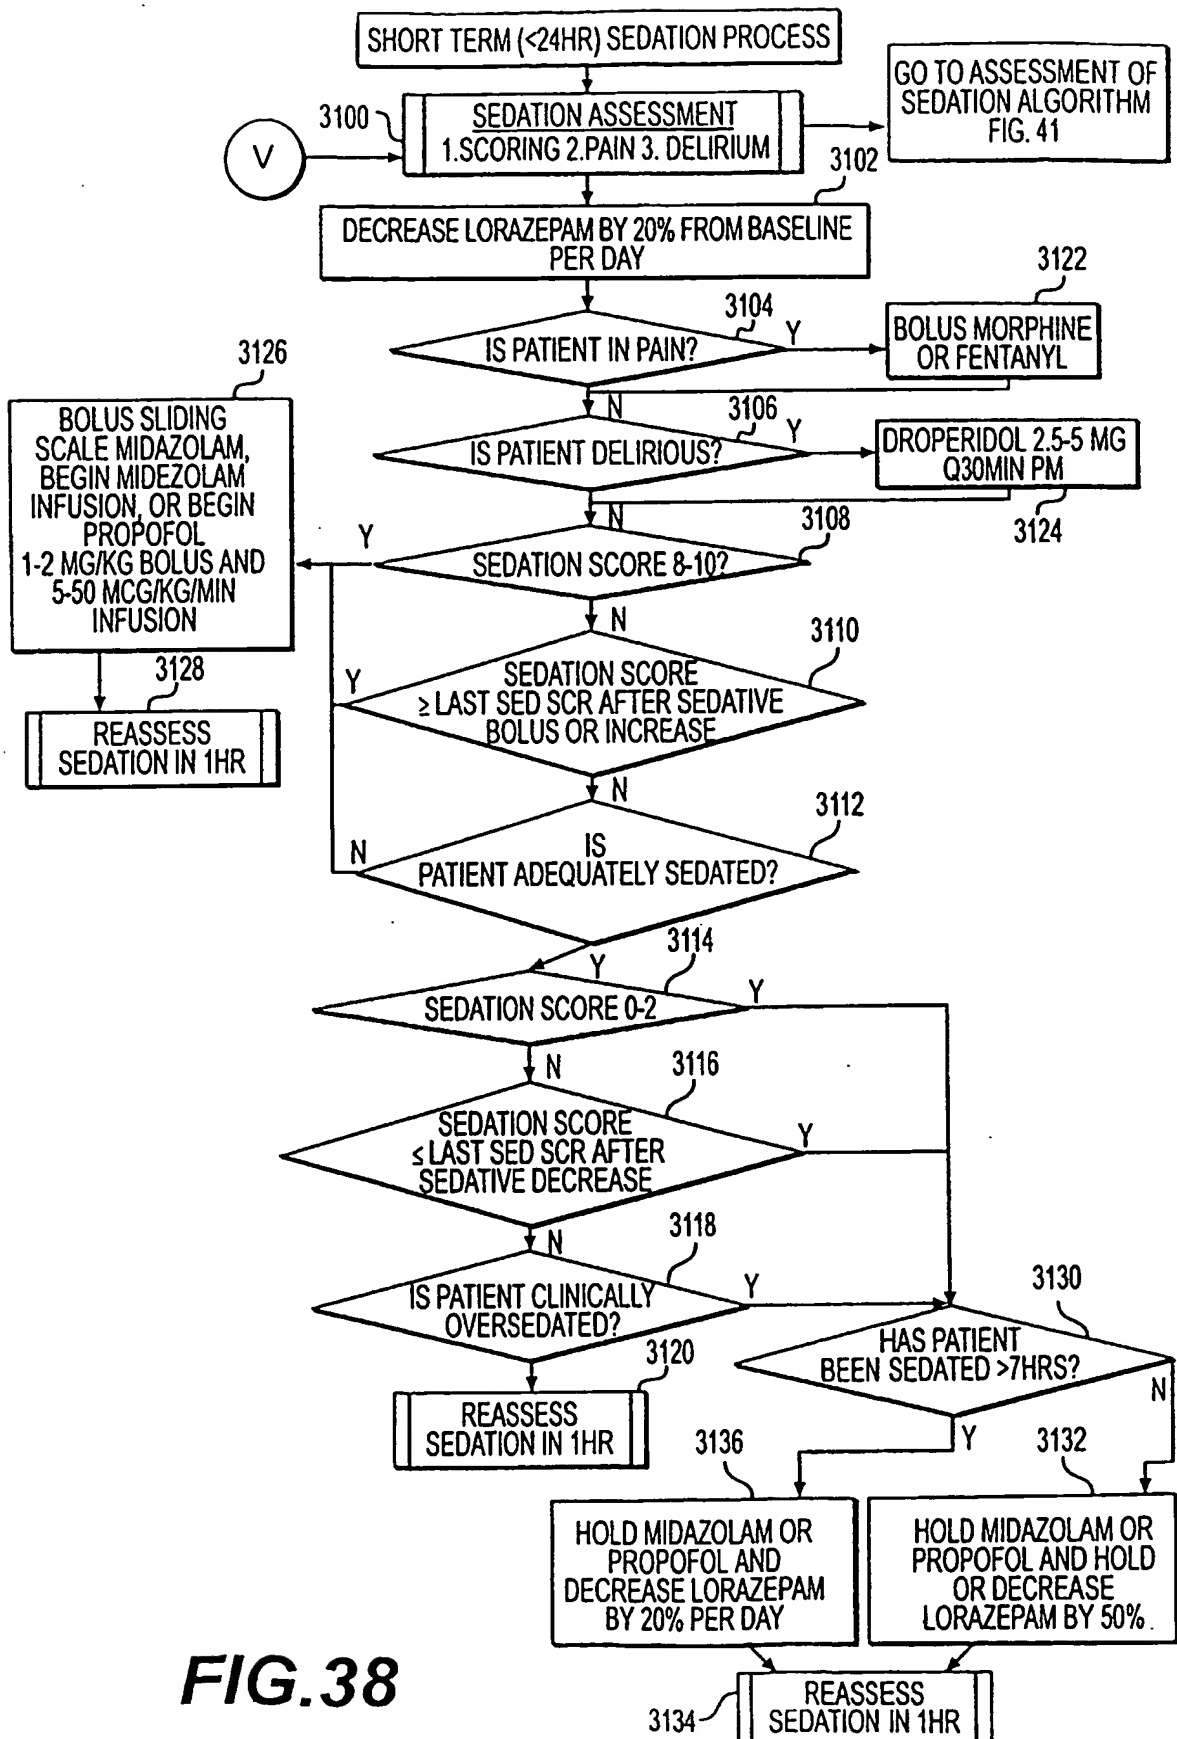 SHORT TERM (<24HR) SEDATION PROCESS
GO TO ASSESSMENT OF
SEDATION ALGORITHM
FIG. 41
3100
SEDATION ASSESSMENT
1.SCORING 2.PAIN 3. DELIRIUM
V
3102
DECREASE LORAZEPAM BY 20% FROM BASELINE
PER DAY
3104
IS PATIENT IN PAIN?
Y
N
3122
BOLUS MORPHINE
OR FENTANYL
3106
IS PATIENT DELIRIOUS?
Y
N
DROPERIDOL 2.5-5 MG
Q30MIN PM
3124
3126
BOLUS SLIDING
SCALE MIDAZOLAM,
BEGIN MIDEZOLAM
INFUSION, OR BEGIN
PROPOFOL
1-2 MG/KG BOLUS AND
5-50 MCG/KG/MIN
INFUSION
3128
REASSESS
SEDATION IN 1HR
3108
Y
SEDATION SCORE 8-10?
N
3110
Y
SEDATION SCORE
≥ LAST SED SCR AFTER SEDATIVE
BOLUS OR INCREASE
N
3112
N
IS
PATIENT ADEQUATELY SEDATED?
Y
3114
SEDATION SCORE 0-2
Y
N
3116
SEDATION SCORE
≤ LAST SED SCR AFTER
SEDATIVE DECREASE
Y
N
3118
IS PATIENT CLINICALLY
OVERSEDATED?
Y
3120
REASSESS
SEDATION IN 1HR
3130
HAS PATIENT
BEEN SEDATED >7HRS?
N
Y
3136
HOLD MIDAZOLAM OR
PROPOFOL AND
DECREASE LORAZEPAM
BY 20% PER DAY
3132
HOLD MIDAZOLAM OR
PROPOFOL AND HOLD
OR DECREASE
LORAZEPAM BY 50%
3134
REASSESS
SEDATION IN 1HR
FIG.38